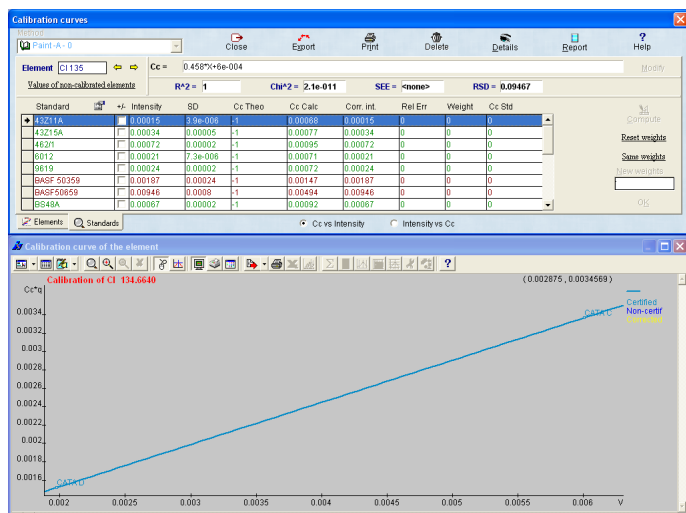 Calibration curves
Method
Paint-A - 0
Close
Export
Print
Delete
Details
Report
Help
Element Cl 135 Cc = 0.458*X+6e-004 Modify
Values of non-calibrated elements R^2 = 1 Chi^2 = 2.1e-011 SEE = <none> RSD = 0.09467
Standard +/- Intensity SD Cc Theo Cc Calc Corr. int. Rel Err Weight Cc Std
43Z11A 0.00015 3.9e-006 -1 0.00068 0.00015 0 0 0
43Z15A 0.00034 0.00005 -1 0.00077 0.00034 0 0 0
462/1 0.00072 0.00002 -1 0.00095 0.00072 0 0 0
6012 0.00021 7.3e-006 -1 0.00071 0.00021 0 0 0
9619 0.00024 0.00002 -1 0.00072 0.00024 0 0 0
BASF 50359 0.00187 0.00024 -1 0.00147 0.00187 0 0 0
BASF50659 0.00946 0.0008 -1 0.00494 0.00946 0 0 0
BS48A 0.00067 0.00002 -1 0.00092 0.00067 0 0 0
Compute
Reset weights
Same weights
New weights
OK
Elements Standards Cc vs Intensity Intensity vs Cc
Calibration curve of the element
Calibration of Cl 134.6640 (0.002875 , 0.0034569)
Cc*q
Certified
Non-certif
Corrected
CATA C
0.0034
0.0032
0.003
0.0028
0.0026
0.0024
0.0022
0.002
0.0018
0.0016
CATA D
0.002 0.0025 0.003 0.0035 0.004 0.0045 0.005 0.0055 0.006 V